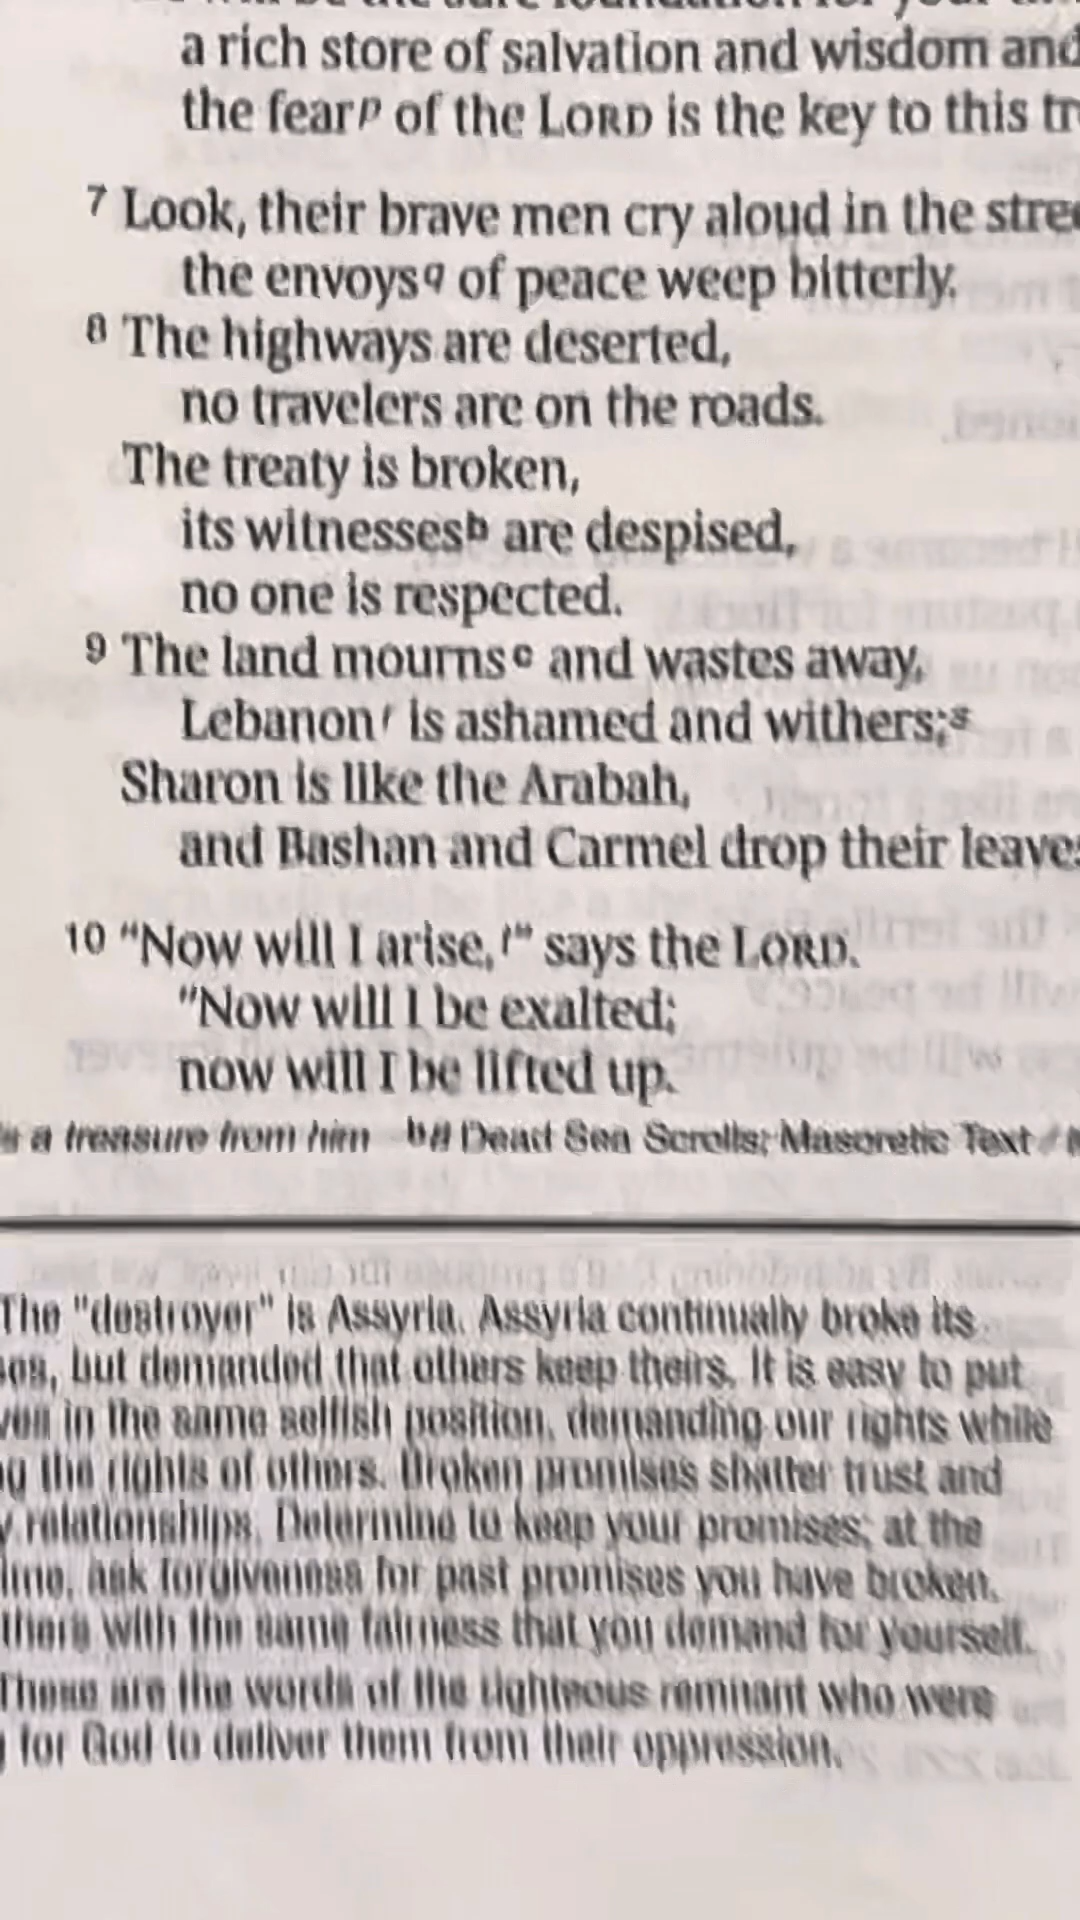 a rich store of salvation and wisdom and
the fear p of the LORD is the key to this
7 Look, their brave men cry aloud in the
the envoys q of peace weep bitterly.
8 The highways are deserted,
no travelers are on the roads.
The treaty is broken,
its witnesses b are despised,
no one is respected.
9 The land mourns c and wastes away,
Lebanon r is ashamed and withers; s
Sharon is like the Arabah,
and Bashan and Carmel drop their
10 “Now will I arise, t” says the LORD.
“Now will I be exalted;
now will I be lifted up.
a treasure from him b8 Dead Sea Scrolls; Masoretic Text /
The "destroyer" is Assyria. Assyria continually broke its
but demanded that others keep theirs. It is easy to put
in the same selfish position, demanding our rights while
the rights of others. Broken promises shatter trust and
relationships. Determine to keep your promises; at the
ask forgiveness for past promises you have broken.
with the same fairness that you demand for yourself.
These are the words of the righteous remnant who were
for God to deliver them from their oppression.